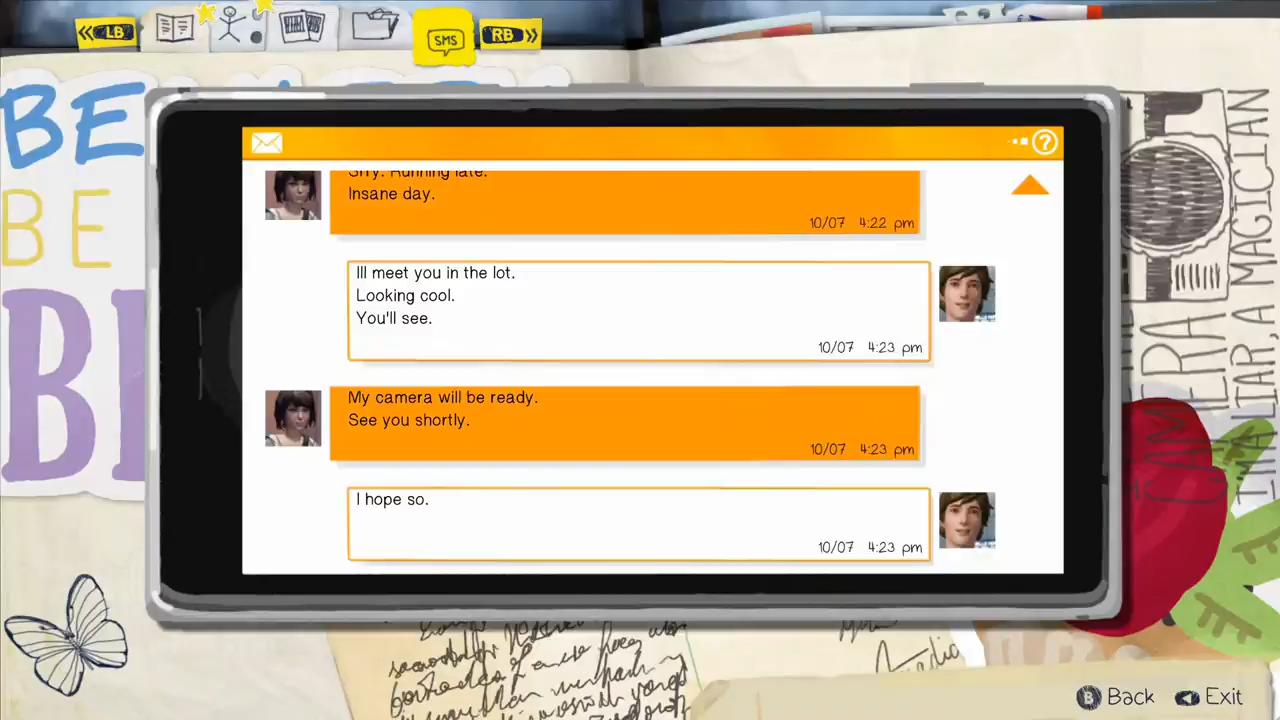 LB
SMS
RB
BE
BE
Srry. Running late.
Insane day.
10/07 4:22 pm
Ill meet you in the lot.
Looking cool.
You'll see.
10/07 4:23 pm
My camera will be ready.
See you shortly.
10/07 4:23 pm
I hope so.
10/07 4:23 pm
A MAGICIAN
B Back
Exit